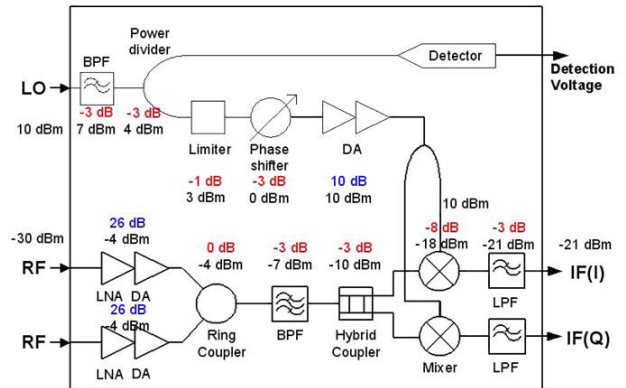 Power
divider
BPF
Detector
LO
Detection
Voltage
-3 dB
-3 dB
10 dBm
7 dBm
4 dBm
Limiter
Phase
shifter
DA
-1 dB
-3 dB
10 dB
3 dBm
0 dBm
10 dBm
10 dBm
-30 dBm
26 dB
-4 dBm
0 dB
-4 dBm
-3 dB
-7 dBm
-3 dB
-10 dBm
-8 dB
-18 dBm
-3 dB
-21 dBm
-21 dBm
RF
IF(I)
LNA
DA
LPF
26 dB
-4 dBm
RF
Ring
Coupler
BPF
Hybrid
Coupler
IF(Q)
LNA
DA
Mixer
LPF